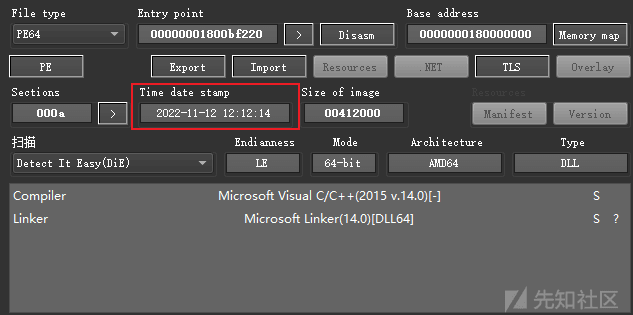 File type Entry point Base address
PE64 00000001800bf220 > Disasm 0000000180000000 Memory map
PE Export Import Resources .NET TLS Overlay
Sections Time date stamp Size of image Resources
000a > 2022-11-12 12:12:14 00412000 Manifest Version
扫描 Endianness Mode Architecture Type
Detect It Easy(DiE) LE 64-bit AMD64 DLL
Compiler Microsoft Visual C/C++(2015 v.14.0)[-] S
Linker Microsoft Linker(14.0)[DLL64] S ?
先知社区